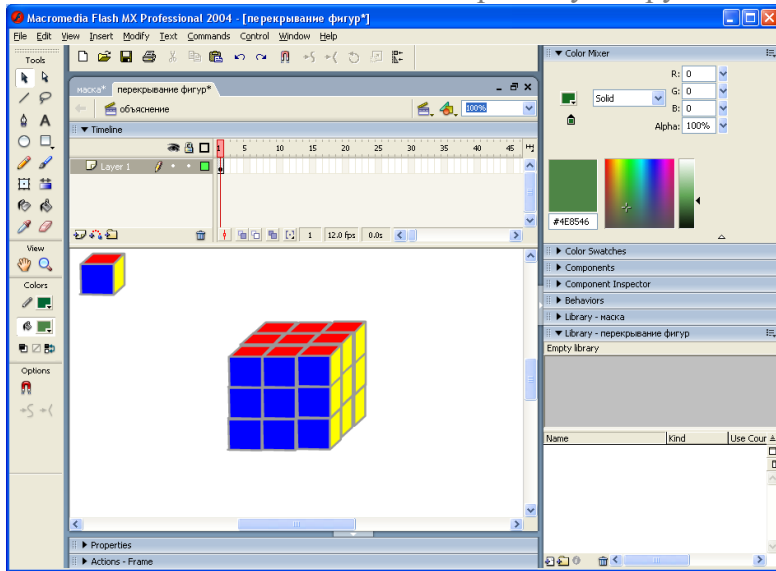 Macromedia Flash MX Professional 2004 - [перекрывание фигур*]
File Edit View Insert Modify Text Commands Control Window Help
Tools
View
Colors
Options
маска* перекрывание фигур*
объяснение
100%
Timeline
1 5 10 15 20 25 30 35 40 45
Layer 1
1 12.0 fps 0.0s
Properties
Actions - Frame
Color Mixer
R: 0
Solid
G: 0
B: 0
Alpha: 100%
#4E8546
Color Swatches
Components
Component Inspector
Behaviors
Library - маска
Library - перекрывание фигур
Empty library
Name Kind Use Cour